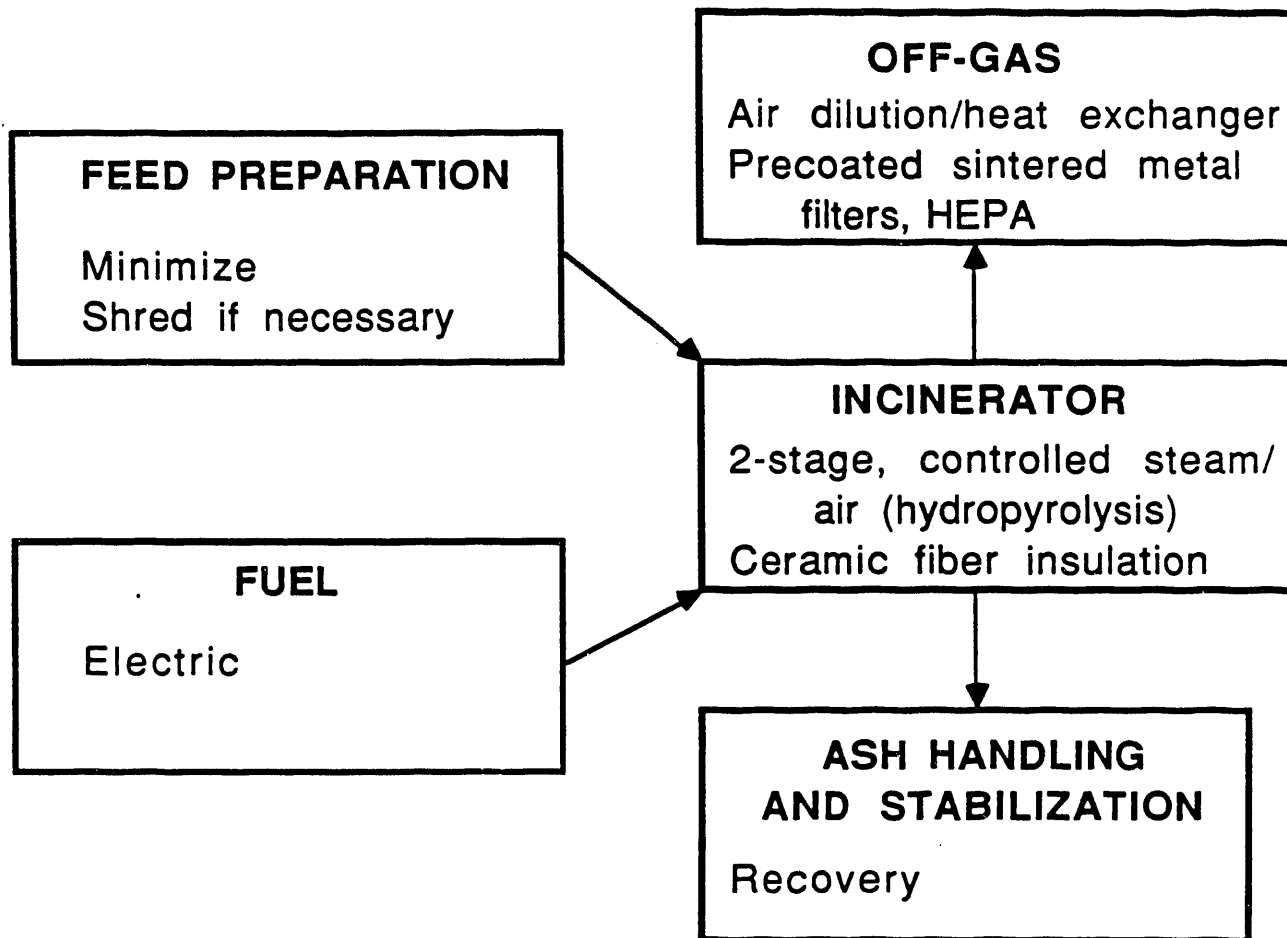 OFF-GAS
Air dilution/heat exchanger
Precoated sintered metal
filters, HEPA
FEED PREPARATION
Minimize
Shred if necessary
INCINERATOR
2-stage, controlled steam/
air (hydropyrolysis)
Ceramic fiber insulation
FUEL
Electric
ASH HANDLING
AND STABILIZATION
Recovery